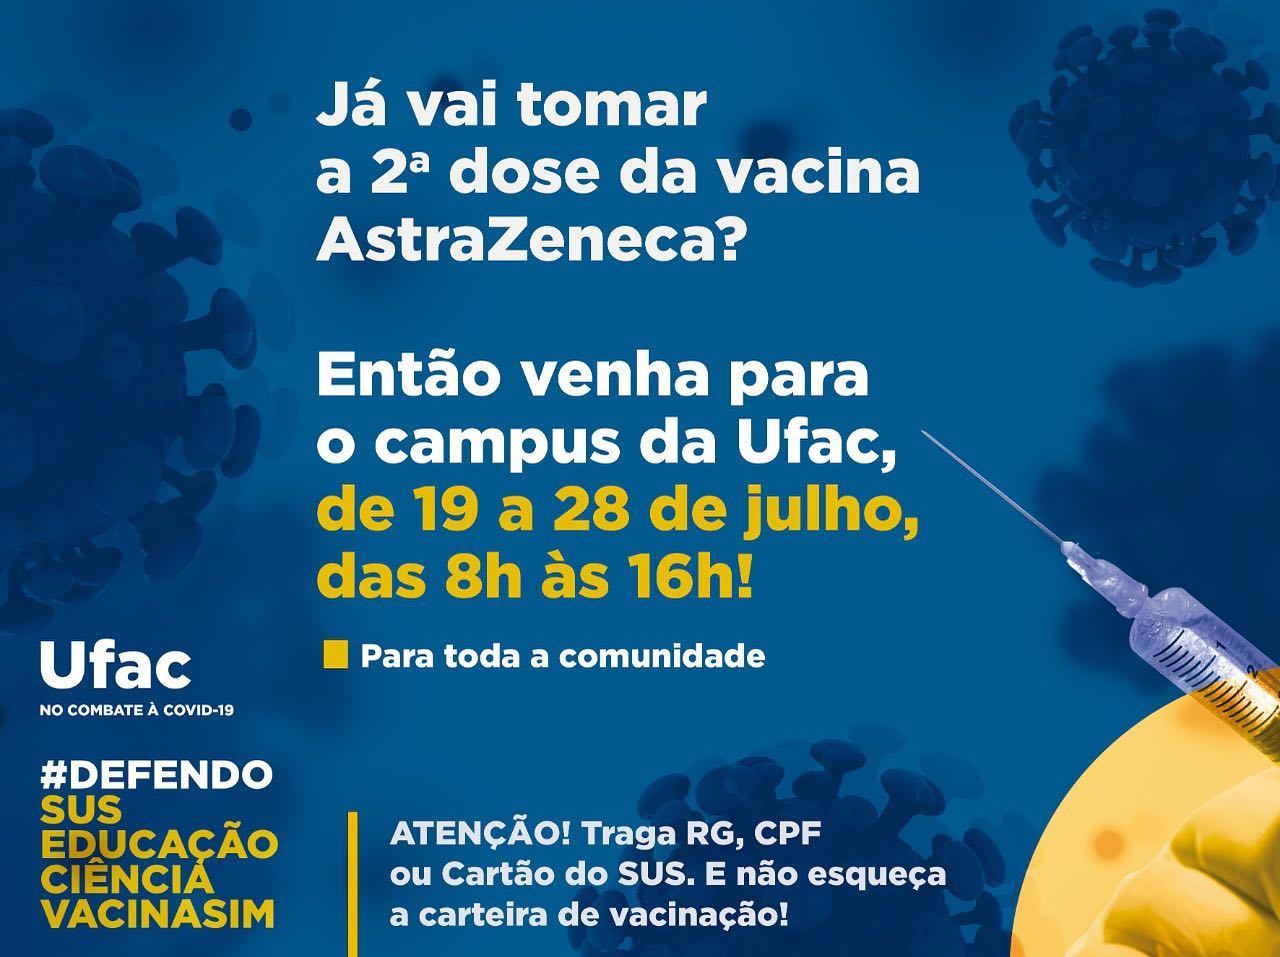 Já vai tomar
a 2ª dose da vacina
AstraZeneca?
Então venha para
o campus da Ufac,
de 19 a 28 de julho,
das 8h às 16h!
Para toda a comunidade
Ufac
NO COMBATE À COVID-19
#DEFENDO
SUS
EDUCAÇÃO
CIÊNCIA
VACINASIM
ATENÇÃO! Traga RG, CPF
ou Cartão do SUS. E não esqueça
a carteira de vacinação!
1
2